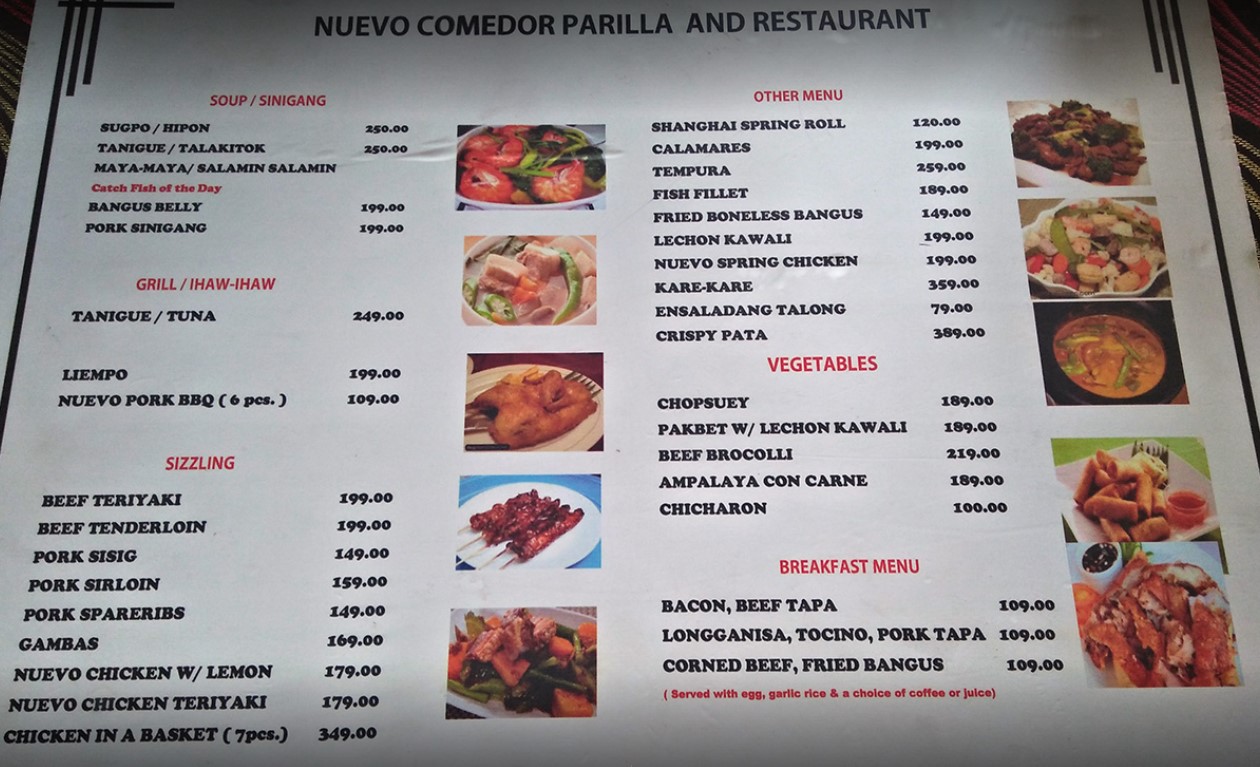 NUEVO COMEDOR PARILLA AND RESTAURANT
SOUP / SINIGANG
SUGPO / HIPON 250.00
TANIGUE / TALAKITOK 250.00
MAYA-MAYA/ SALAMIN SALAMIN
Catch Fish of the Day
BANGUS BELLY 199.00
PORK SINIGANG 199.00
GRILL / IHAW-IHAW
TANIGUE / TUNA 249.00
LIEMPO 199.00
NUEVO PORK BBQ ( 6 pcs. ) 109.00
SIZZLING
BEEF TERIYAKI 199.00
BEEF TENDERLOIN 199.00
PORK SISIG 149.00
PORK SIRLOIN 159.00
PORK SPARERIBS 149.00
GAMBAS 169.00
NUEVO CHICKEN W/ LEMON 179.00
NUEVO CHICKEN TERIYAKI 179.00
CHICKEN IN A BASKET ( 7pcs.) 349.00
OTHER MENU
SHANGHAI SPRING ROLL 120.00
CALAMARES 199.00
TEMPURA 259.00
FISH FILLET 189.00
FRIED BONELESS BANGUS 149.00
LECHON KAWALI 199.00
NUEVO SPRING CHICKEN 199.00
KARE-KARE 359.00
ENSALADANG TALONG 79.00
CRISPY PATA 389.00
VEGETABLES
CHOPSUEY 189.00
PAKBET W/ LECHON KAWALI 189.00
BEEF BROCOLLI 219.00
AMPALAYA CON CARNE 189.00
CHICHARON 100.00
BREAKFAST MENU
BACON, BEEF TAPA 109.00
LONGGANISA, TOCINO, PORK TAPA 109.00
CORNED BEEF, FRIED BANGUS 109.00
( Served with egg, garlic rice & a choice of coffee or juice)